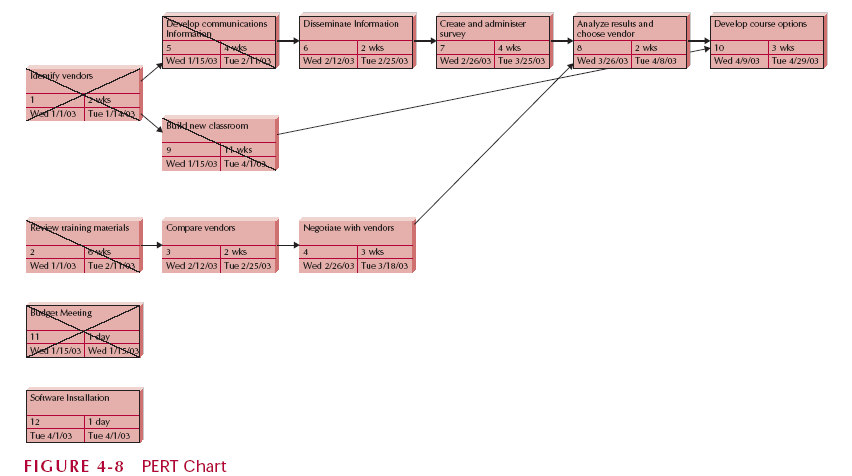 Develop communications
Information
5 4 wks
Wed 1/15/03 Tue 2/11/03
Disseminate Information
6 2 wks
Wed 2/12/03 Tue 2/25/03
Create and administer
survey
7 4 wks
Wed 2/26/03 Tue 3/25/03
Analyze results and
choose vendor
8 2 wks
Wed 3/26/03 Tue 4/8/03
Develop course options
10 3 wks
Wed 4/9/03 Tue 4/29/03
Identify vendors
1 2 wks
Wed 1/1/03 Tue 1/14/03
Build new classroom
9 11 wks
Wed 1/15/03 Tue 4/1/03
Review training materials
2 6 wks
Wed 1/1/03 Tue 2/11/03
Compare vendors
3 2 wks
Wed 2/12/03 Tue 2/25/03
Negotiate with vendors
4 3 wks
Wed 2/26/03 Tue 3/18/03
Budget Meeting
11 1 day
Wed 1/15/03 Wed 1/15/03
Software Installation
12 1 day
Tue 4/1/03 Tue 4/1/03
FIGURE 4-8 PERT Chart